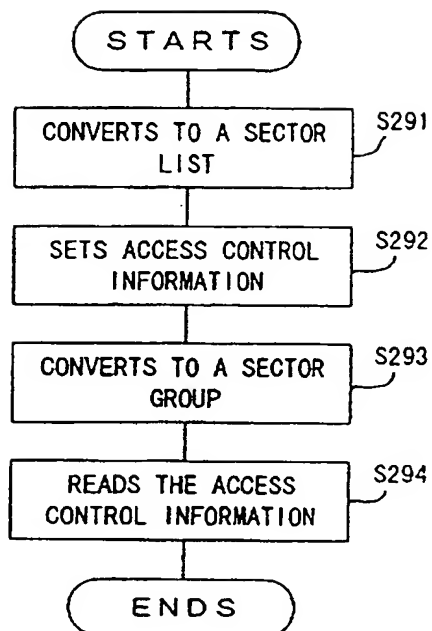 STARTS
CONVERTS TO A SECTOR
LIST
S291
SETS ACCESS CONTROL
INFORMATION
S292
CONVERTS TO A SECTOR
GROUP
S293
READS THE ACCESS
CONTROL INFORMATION
S294
ENDS